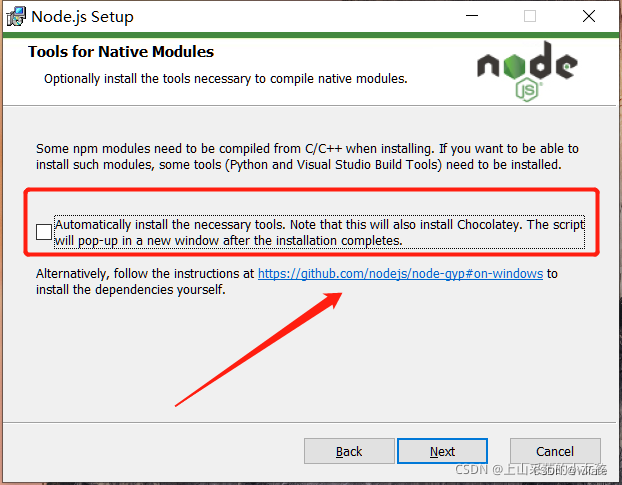 Node.js Setup
Tools for Native Modules
Optionally install the tools necessary to compile native modules.
node
JS
Some npm modules need to be compiled from C/C++ when installing. If you want to be able to
install such modules, some tools (Python and Visual Studio Build Tools) need to be installed.
Automatically install the necessary tools. Note that this will also install Chocolatey. The script
will pop-up in a new window after the installation completes.
Alternatively, follow the instructions at https://github.com/nodejs/node-gyp#on-windows to
install the dependencies yourself.
Back Next Cancel
CSDN